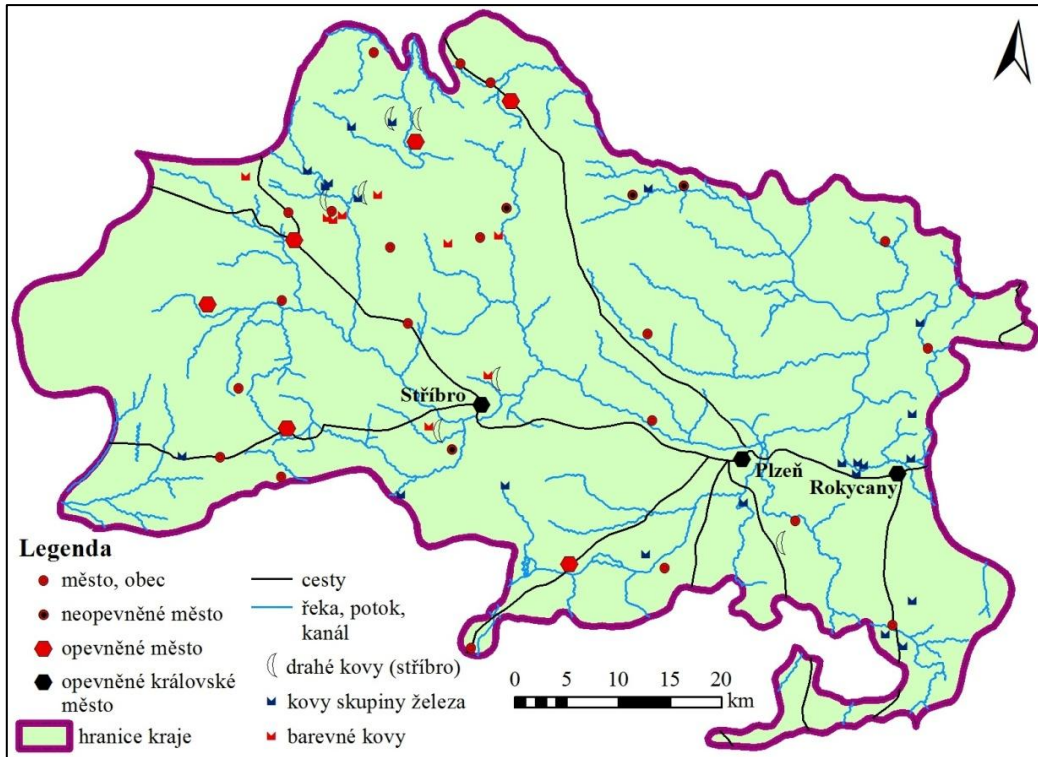 Stříbro
Plzeň
Rokycany
Legenda
město, obec
neopevněné město
opevněné město
opevněné královské
město
hranice kraje
cesty
řeka, potok,
kanál
drahé kovy (stříbro)
kovy skupiny železa
barevné kovy
0 5 10 20
km